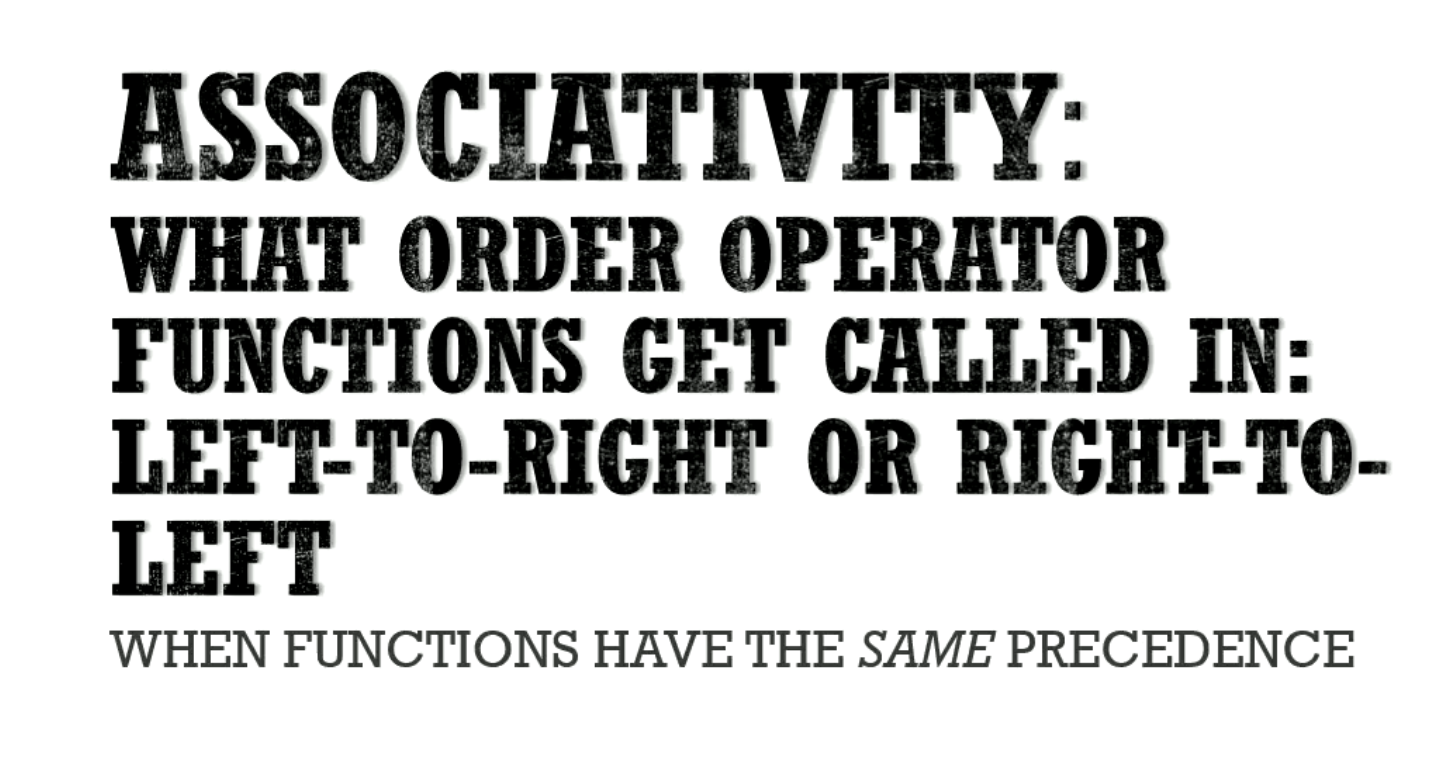 ASSOCIATIVITY:
WHAT ORDER OPERATOR
FUNCTIONS GET CALLED IN:
LEFT-TO-RIGHT OR RIGHT-TO-
LEFT
WHEN FUNCTIONS HAVE THE SAME PRECEDENCE